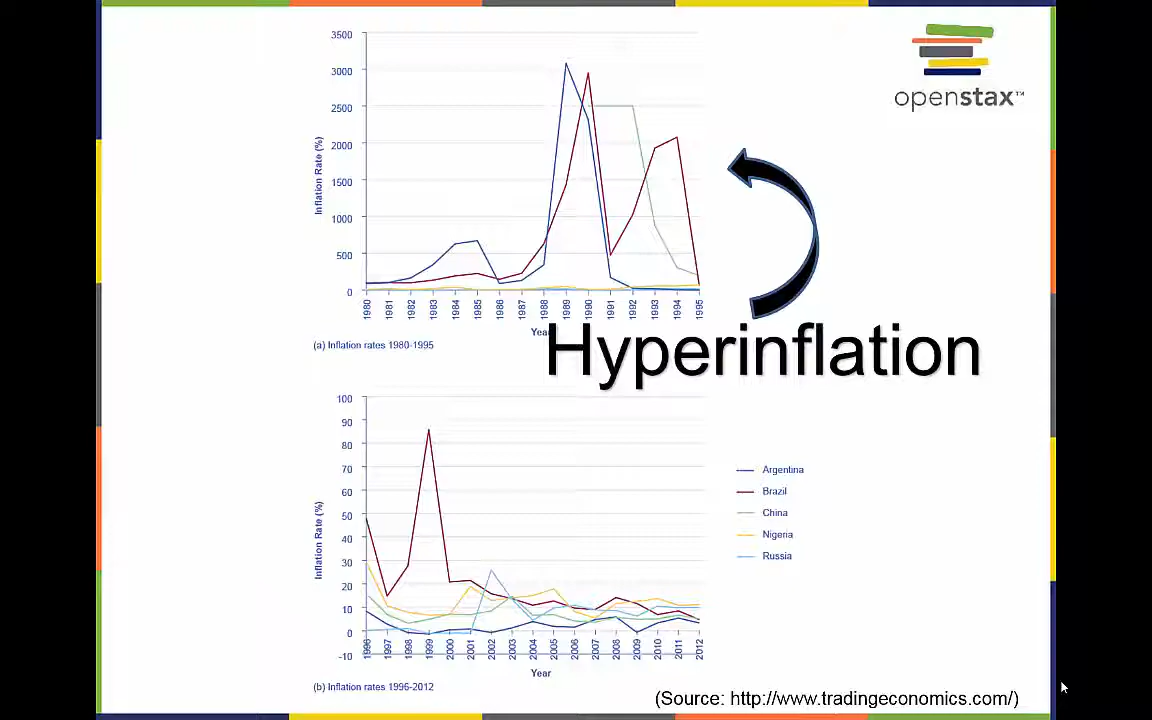 openstax™
3500
3000
2500
2000
1500
1000
500
0
Inflation Rate (%)
1980 1981 1982 1983 1984 1985 1986 1987 1988 1989 1990 1991 1992 1993 1994 1995
Year
(a) Inflation rates 1980-1995
Hyperinflation
100
90
80
70
60
50
40
30
20
10
0
-10
Inflation Rate (%)
1996 1997 1998 1999 2000 2001 2002 2003 2004 2005 2006 2007 2008 2009 2010 2011 2012
Year
(b) Inflation rates 1996-2012
Argentina
Brazil
China
Nigeria
Russia
(Source: http://www.tradingeconomics.com/)